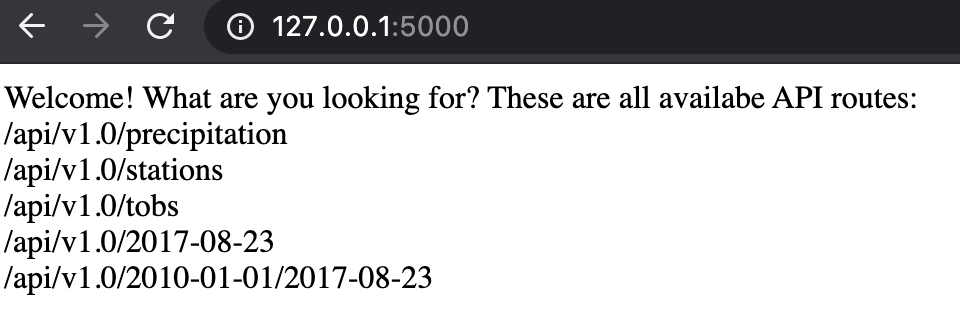 127.0.0.1:5000
Welcome! What are you looking for? These are all availabe API routes:
/api/v1.0/precipitation
/api/v1.0/stations
/api/v1.0/tobs
/api/v1.0/2017-08-23
/api/v1.0/2010-01-01/2017-08-23